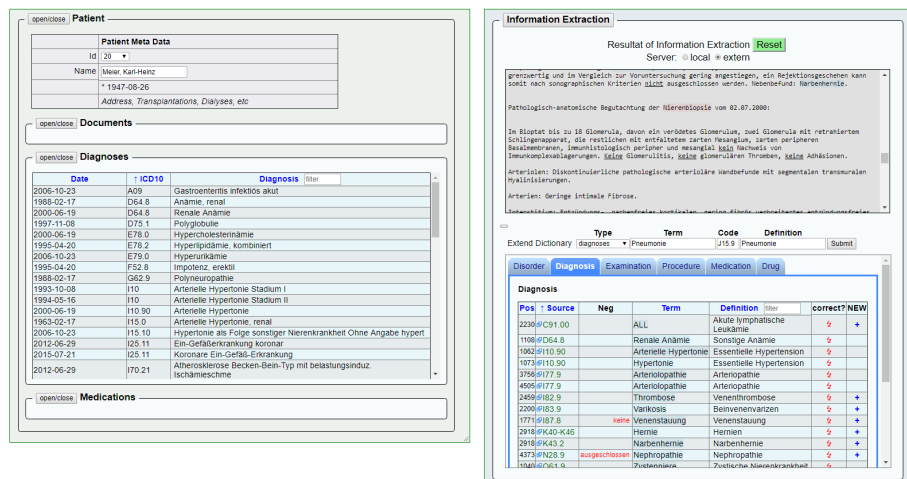 open/close Patient
Patient Meta Data
Id 20
Name Meier, Karl-Heinz
* 1947-08-26
Address, Transplantations, Dialyses, etc
open/close Documents
open/close Diagnoses
Date ↑ ICD10 Diagnosis filter
2006-10-23 A09 Gastroenteritis infektiös akut
1988-02-17 D64.8 Anämie, renal
2000-06-19 D64.8 Renale Anämie
1997-11-08 D75.1 Polyglobulie
2000-06-19 E78.0 Hypercholesterinämie
1995-04-20 E78.2 Hyperlipidämie, kombiniert
2006-10-23 E79.0 Hyperurikämie
1995-04-20 F52.8 Impotenz, erektil
1988-02-17 G62.9 Polyneuropathie
1993-10-08 I10 Arterielle Hypertonie Stadium I
1994-05-16 I10 Arterielle Hypertonie Stadium II
2000-06-19 I10.90 Arterielle Hypertonie
1963-02-17 I15.0 Arterielle Hypertonie, renal
2006-10-23 I15.10 Hypertonie als Folge sonstiger Nierenkrankheit Ohne Angabe hypert
2012-06-29 I25.11 Ein-Gefäßerkrankung koronar
2015-07-21 I25.11 Koronare Ein-Gefäß-Erkrankung
2012-06-29 I70.21 Atherosklerose Becken-Bein-Typ mit belastungsinduz.
Ischämieschme
open/close Medications
Information Extraction
Resultat of Information Extraction Reset
Server: local extern
grenzwertig und im Vergleich zur Voruntersuchung gering angestiegen, ein Rejektionsgeschehen kann
somit nach sonographischen Kriterien nicht ausgeschlossen werden. Nebenbefund: Narbenhernie.
Pathologisch-anatomische Begutachtung der Nierenbiopsie vom 02.07.2000:
Im Bioptat bis zu 18 Glomerula, davon ein verödetes Glomerulum, zwei Glomerula mit retrahiertem
Schlingenapparat, die restlichen mit entfaltetem zarten Mesangium, zarten peripheren
Basalmembranen, immunhistologisch peripher und mesangial kein Nachweis von
Immunkomplexablagerungen. Keine Glomerulitis, keine glomerulären Thromben, keine Adhäsionen.
Arteriolen: Diskontinuierliche pathologische arterioläre Wandbefunde mit segmentalen transmuralen
Hyalinisierungen.
Arterien: Geringe intimale Fibrose.
Type Term Code Definition
Extend Dictionary diagnoses Pneumonie J15.9 Pneumonie Submit
Disorder Diagnosis Examination Procedure Medication Drug
Diagnosis
Pos ↑ Source Neg Term Definition filter correct? NEW
2230 C91.00 ALL Akute lymphatische
Leukämie +
1108 D64.8 Renale Anämie Sonstige Anämie
1062 I10.90 Arterielle Hypertonie Essentielle Hypertension
1073 I10.90 Hypertonie Essentielle Hypertension
3756 I77.9 Arteriolopathie Arteriopathie
4505 I77.9 Arteriolopathie Arteriopathie
2459 I82.9 Thrombose Venenthrombose +
2200 I83.9 Varikosis Beinvenenvarizen +
1771 I87.8 keine Venenstauung Venenstauung +
2918 K40-K46 Hernie Hernien +
2918 K43.2 Narbenhernie Narbenhernie +
4373 N28.9 ausgeschlossen Nephropathie Nephropathie +
1040 Q61.9 Zystenniere Zystische Nierenkrankheit